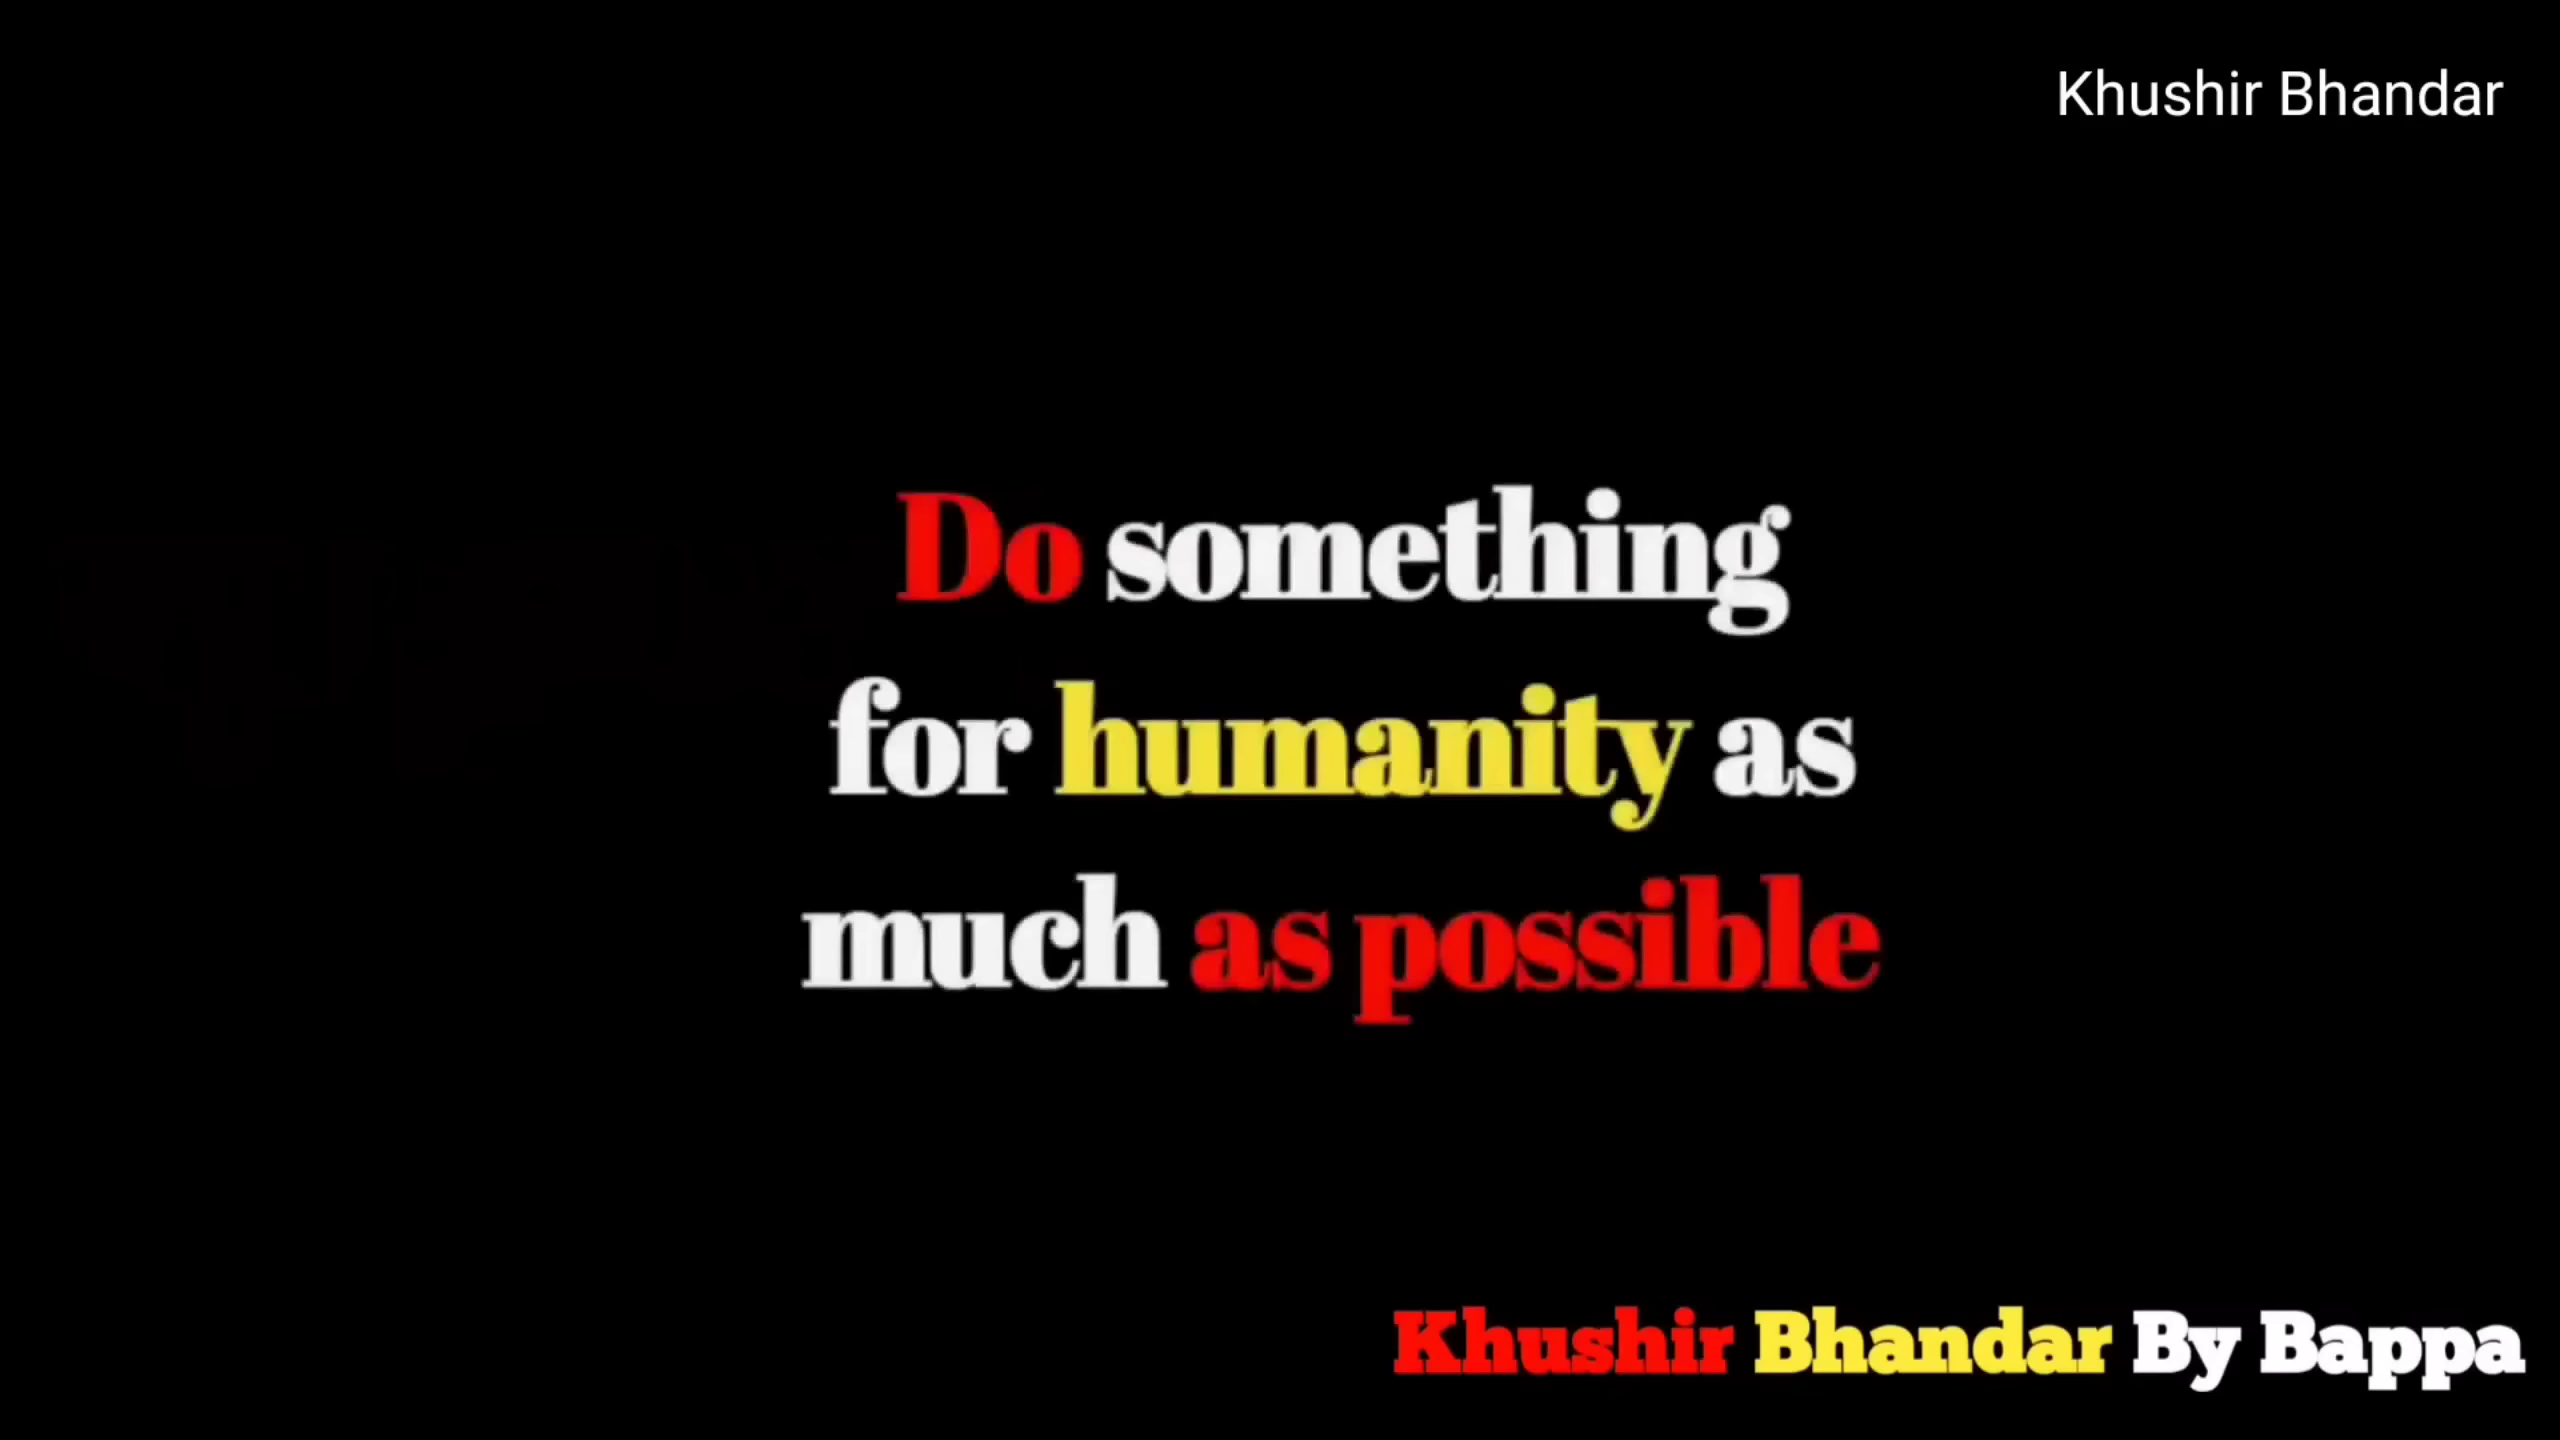 Khushir Bhandar
Do something
for humanity as
much as possible
Khushir Bhandar By Bappa